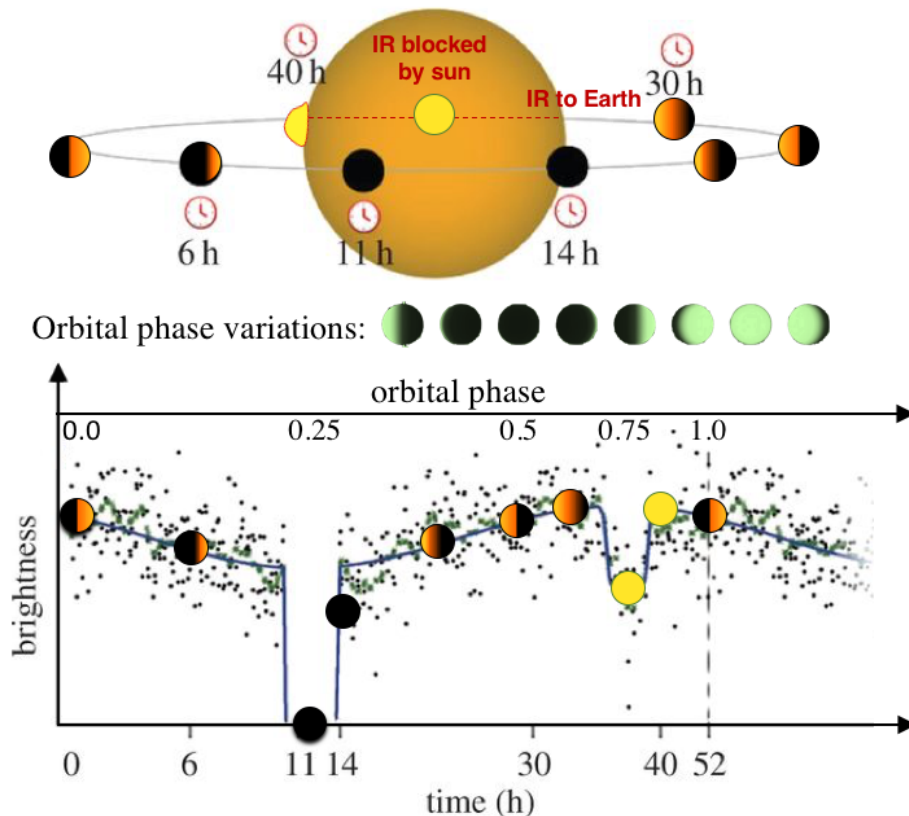 IR blocked
by sun
40 h
30 h
IR to Earth
6 h
11 h
14 h
Orbital phase variations:
orbital phase
0.0
0.25
0.5
0.75
1.0
brightness
0
6
11
14
30
40
52
time (h)